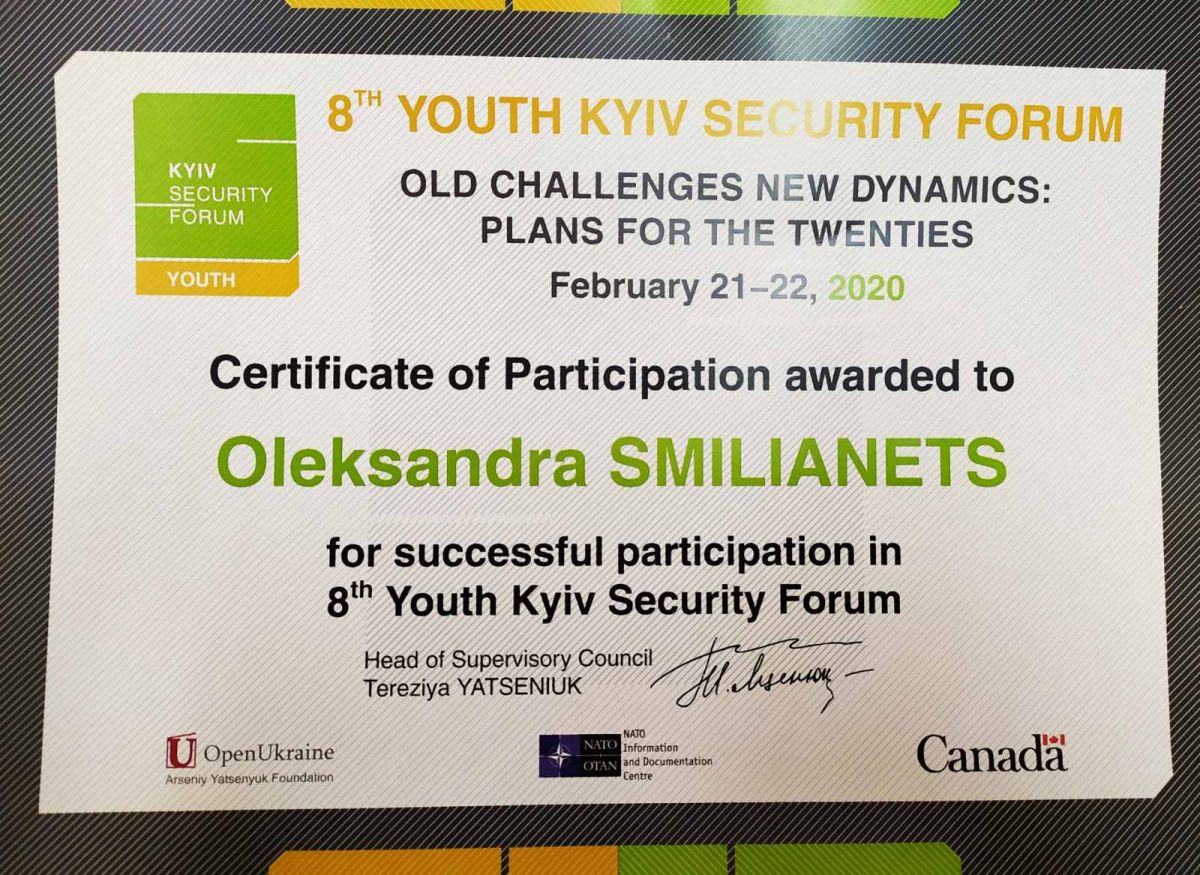 8TH YOUTH KYIV SECURITY FORUM
KYIV
SECURITY
FORUM
YOUTH
OLD CHALLENGES NEW DYNAMICS:
PLANS FOR THE TWENTIES
February 21–22, 2020
Certificate of Participation awarded to
Oleksandra SMILIANETS
for successful participation in
8th Youth Kyiv Security Forum
Head of Supervisory Council
Tereziya YATSENIUK
OpenUkraine
Arseniy Yatsenyuk Foundation
NATO
OTAN
NATO
Information
and Documentation
Centre
Canada